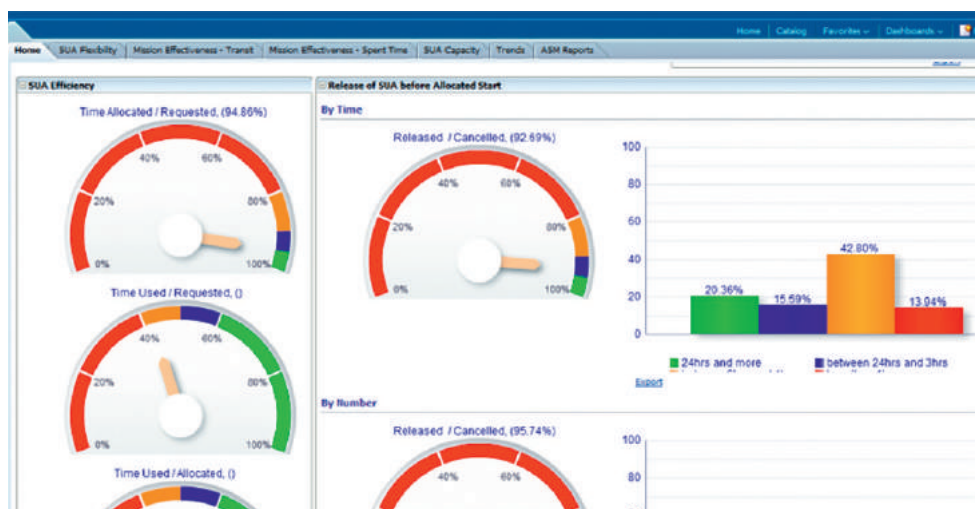 Home Catalog Favorites Dashboards
Home SUA Flexibility Mission Effectiveness - Transit Mission Effectiveness - Spent Time SUA Capacity Trends ASM Reports
SUA Efficiency
Time Allocated / Requested, (94.86%)
0%
20%
40%
60%
80%
100%
Time Used / Requested, ()
0%
20%
40%
60%
80%
100%
Time Used / Allocated, ()
Release of SUA before Allocated Start
By Time
Released / Cancelled, (92.69%)
0%
20%
40%
60%
80%
100%
100
80
60
40
20
0
20.36%
15.59%
42.80%
13.94%
24hrs and more
between 24hrs and 3hrs
Export
By Number
Released / Cancelled, (95.74%)
40%
60%
100
80